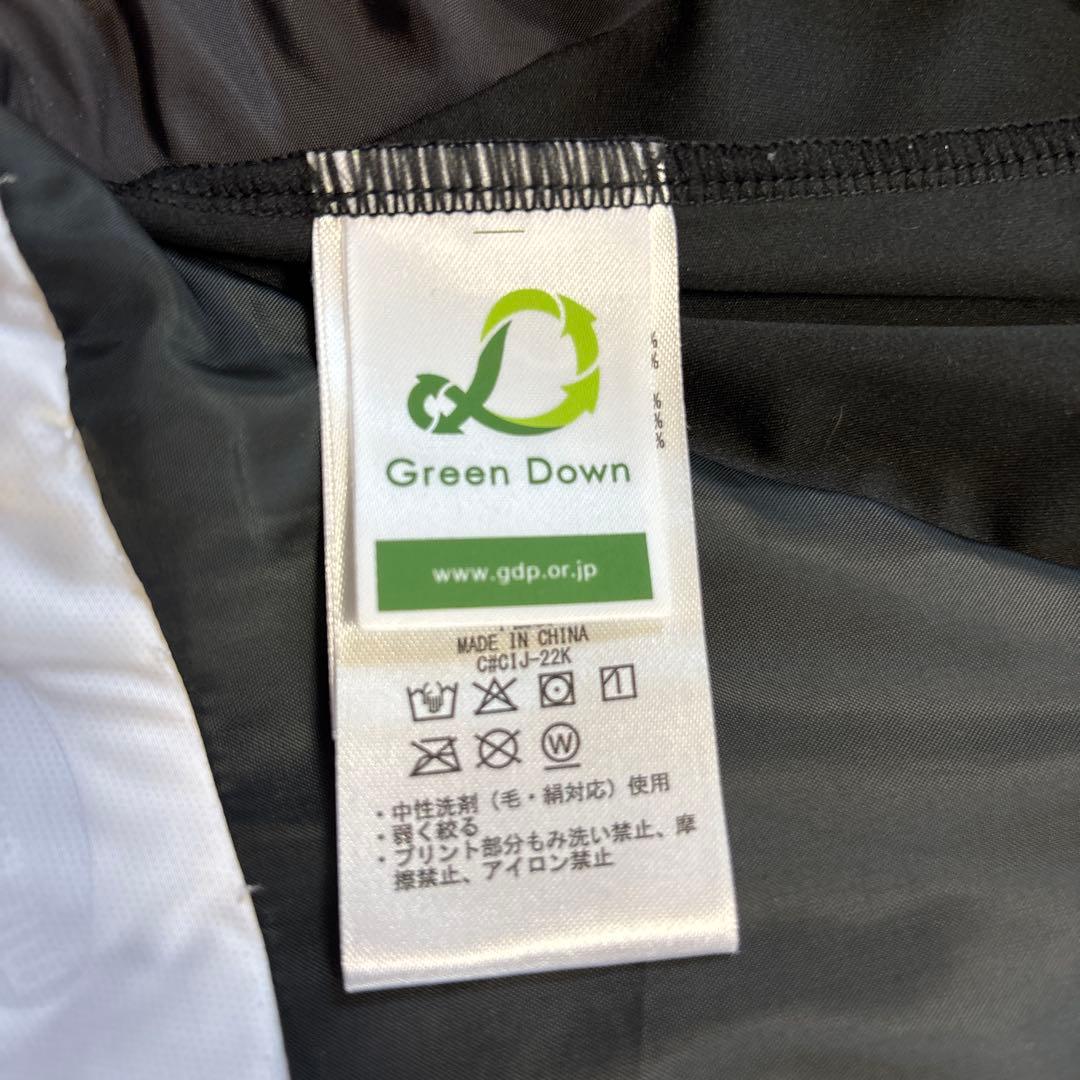 Green Down
www.gdp.or.jp
MADE IN CHINA
C#CIJ-22K
W
・中性洗剤（毛・絹対応）使用
・弱く絞る
・プリント部分もみ洗い禁止、摩
擦禁止、アイロン禁止